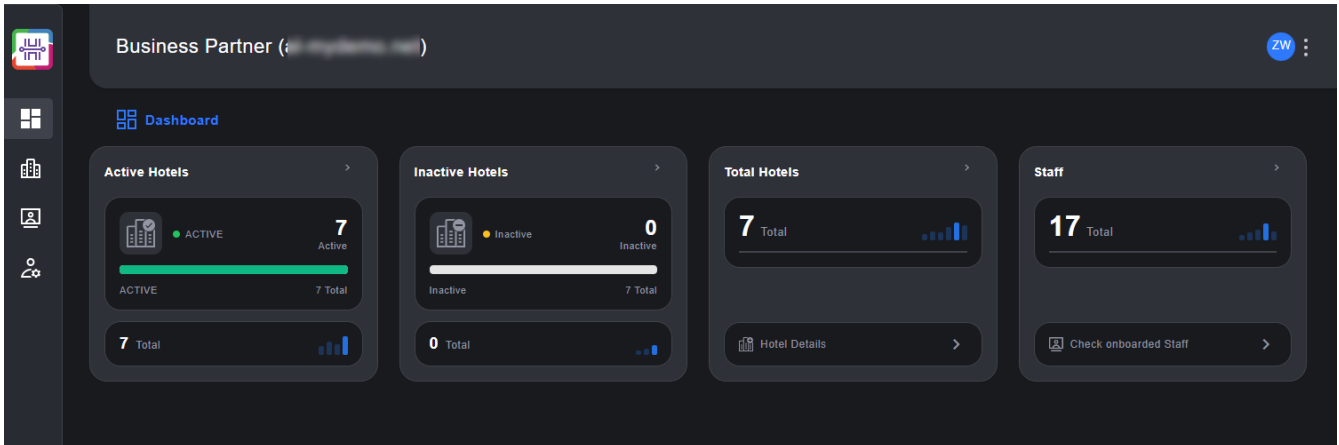 Business Partner (
)
ZW
Dashboard
Active Hotels
ACTIVE
7
Active
ACTIVE
7 Total
7 Total
Inactive Hotels
Inactive
0
Inactive
Inactive
7 Total
0 Total
Total Hotels
7 Total
Hotel Details
Staff
17 Total
Check onboarded Staff